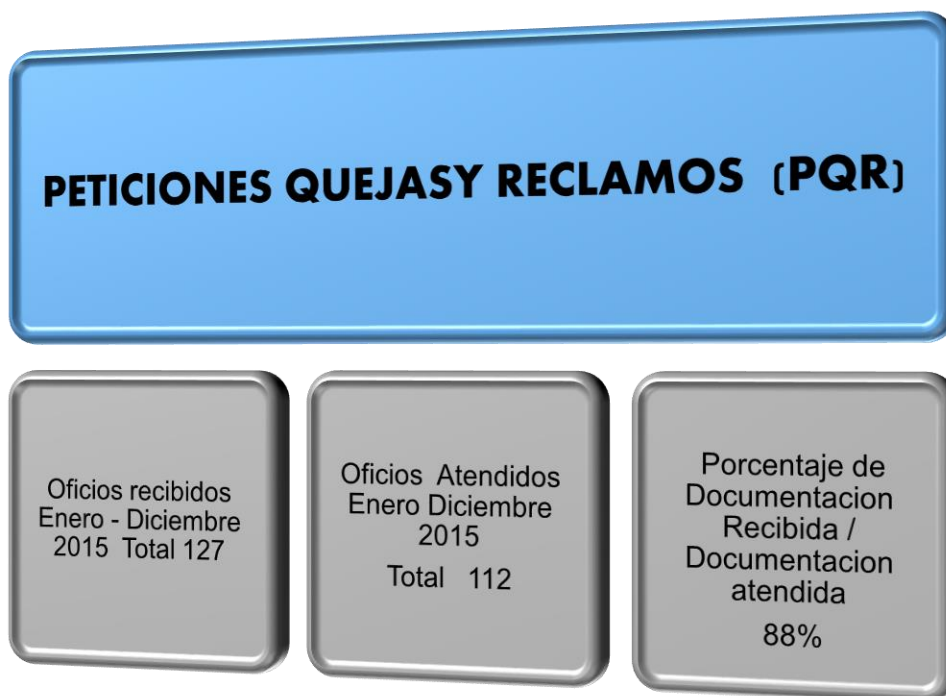 PETICIONES QUEJASY RECLAMOS (PQR)
Oficios recibidos
Enero - Diciembre
2015 Total 127
Oficios Atendidos
Enero Diciembre
2015
Total 112
Porcentaje de
Documentacion
Recibida /
Documentacion
atendida
88%